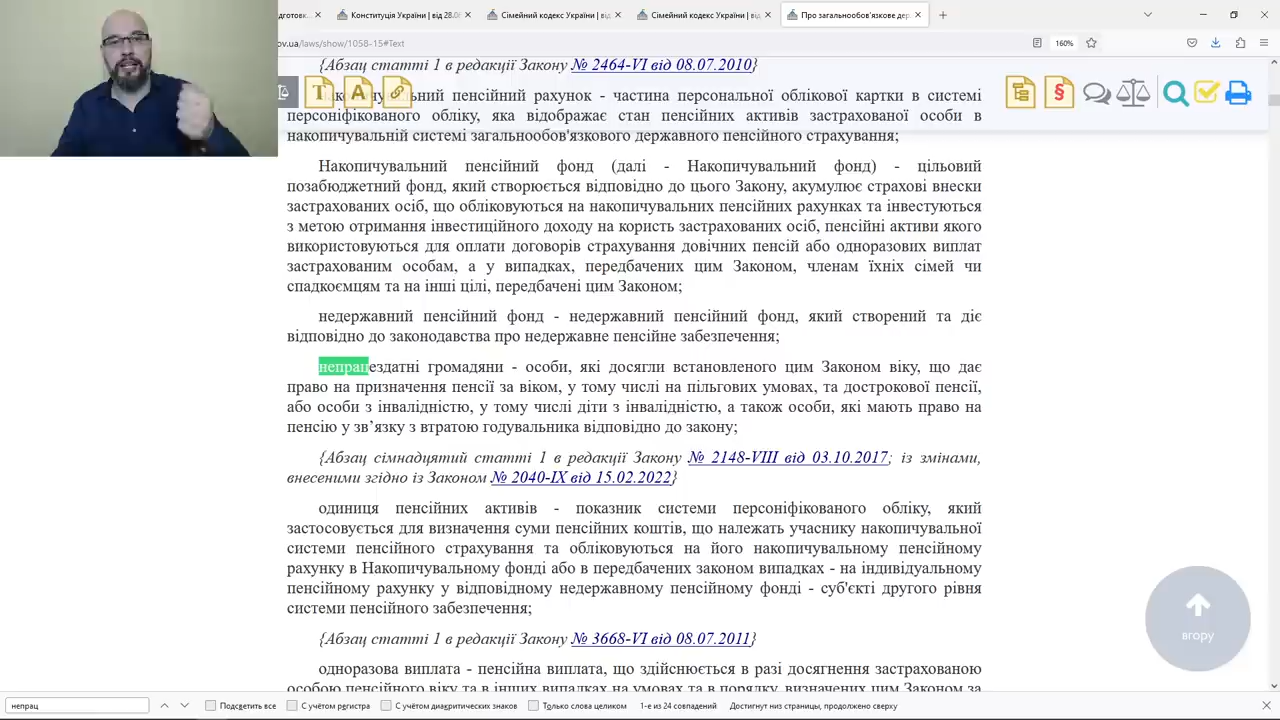 дготовк.
Конституція України | від 28.0
Сімейний кодекс України | від
Сімейний кодекс України | від
Про загальнообов'язкове дер
ov.ua/laws/show/1058-15#Text
160%
{Абзац статті 1 в редакції Закону № 2464-VI від 08.07.2010}
пенсійний рахунок - частина персональної облікової картки в системі
персоніфікованого обліку, яка відображає стан пенсійних активів застрахованої особи в
накопичувальній системі загальнообов'язкового державного пенсійного страхування;
Накопичувальний пенсійний фонд (далі - Накопичувальний фонд) - цільовий
позабюджетний фонд, який створюється відповідно до цього Закону, акумулює страхові внески
застрахованих осіб, що обліковуються на накопичувальних пенсійних рахунках та інвестуються
з метою отримання інвестиційного доходу на користь застрахованих осіб, пенсійні активи якого
використовуються для оплати договорів страхування довічних пенсій або одноразових виплат
застрахованим особам, а у випадках, передбачених цим Законом, членам їхніх сімей чи
спадкоємцям та на інші цілі, передбачені цим Законом;
недержавний пенсійний фонд - недержавний пенсійний фонд, який створений та діє
відповідно до законодавства про недержавне пенсійне забезпечення;
непрацездатні громадяни - особи, які досягли встановленого цим Законом віку, що дає
право на призначення пенсії за віком, у тому числі на пільгових умовах, та дострокової пенсії,
або особи з інвалідністю, у тому числі діти з інвалідністю, а також особи, які мають право на
пенсію у зв’язку з втратою годувальника відповідно до закону;
{Абзац сімнадцятий статті 1 в редакції Закону № 2148-VIII від 03.10.2017; із змінами,
внесеними згідно із Законом № 2040-IX від 15.02.2022}
одиниця пенсійних активів - показник системи персоніфікованого обліку, який
застосовується для визначення суми пенсійних коштів, що належать учаснику накопичувальної
системи пенсійного страхування та обліковуються на його накопичувальному пенсійному
рахунку в Накопичувальному фонді або в передбачених законом випадках - на індивідуальному
пенсійному рахунку у відповідному недержавному пенсійному фонді - суб'єкті другого рівня
системи пенсійного забезпечення;
{Абзац статті 1 в редакції Закону № 3668-VI від 08.07.2011}
одноразова виплата - пенсійна виплата, що здійснюється в разі досягнення застрахованою
особою пенсійного віку та в інших випадках на умовах та в порядку, визначених цим Законом за
вгору
непрац
Подсветить все
С учётом регистра
С учётом диакритических знаков
Только слова целиком
1-е из 24 совпадений
Достигнут низ страницы, продолжено сверху